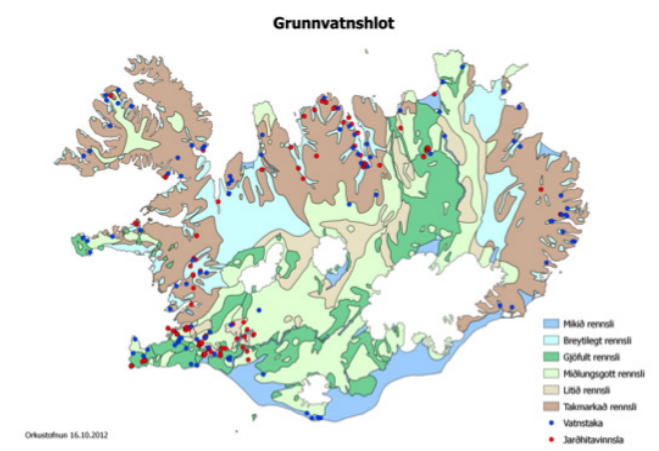 Grunnvatnshlot
Mikið rennsli
Breytilegt rennsli
Gjöfult rennsli
Miðlungsgott rennsli
Lítið rennsli
Takmarkað rennsli
Vatnstaka
Jarðhitavinnsla
Orkustofnun 16.10.2012